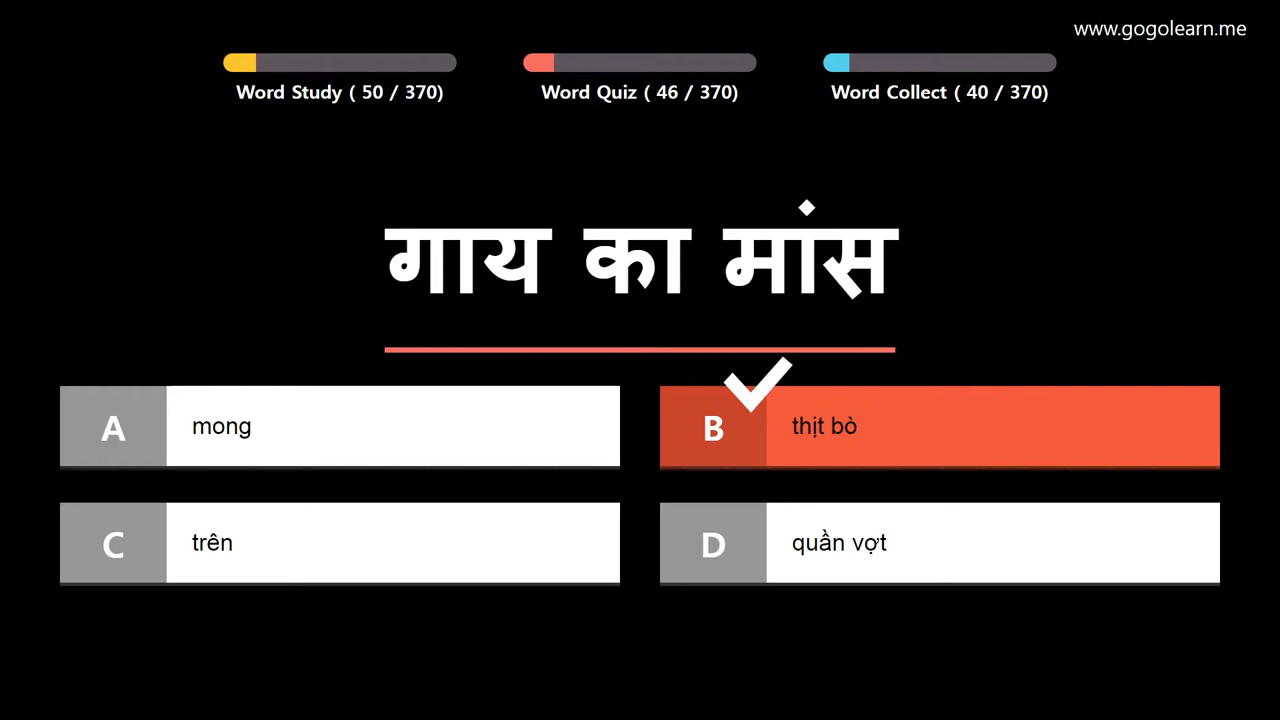 www.gogolearn.me
Word Study ( 50 / 370)
Word Quiz ( 46 / 370)
Word Collect ( 40 / 370)
गाय का मांस
A mong
B thịt bò
C trên
D quần vợt